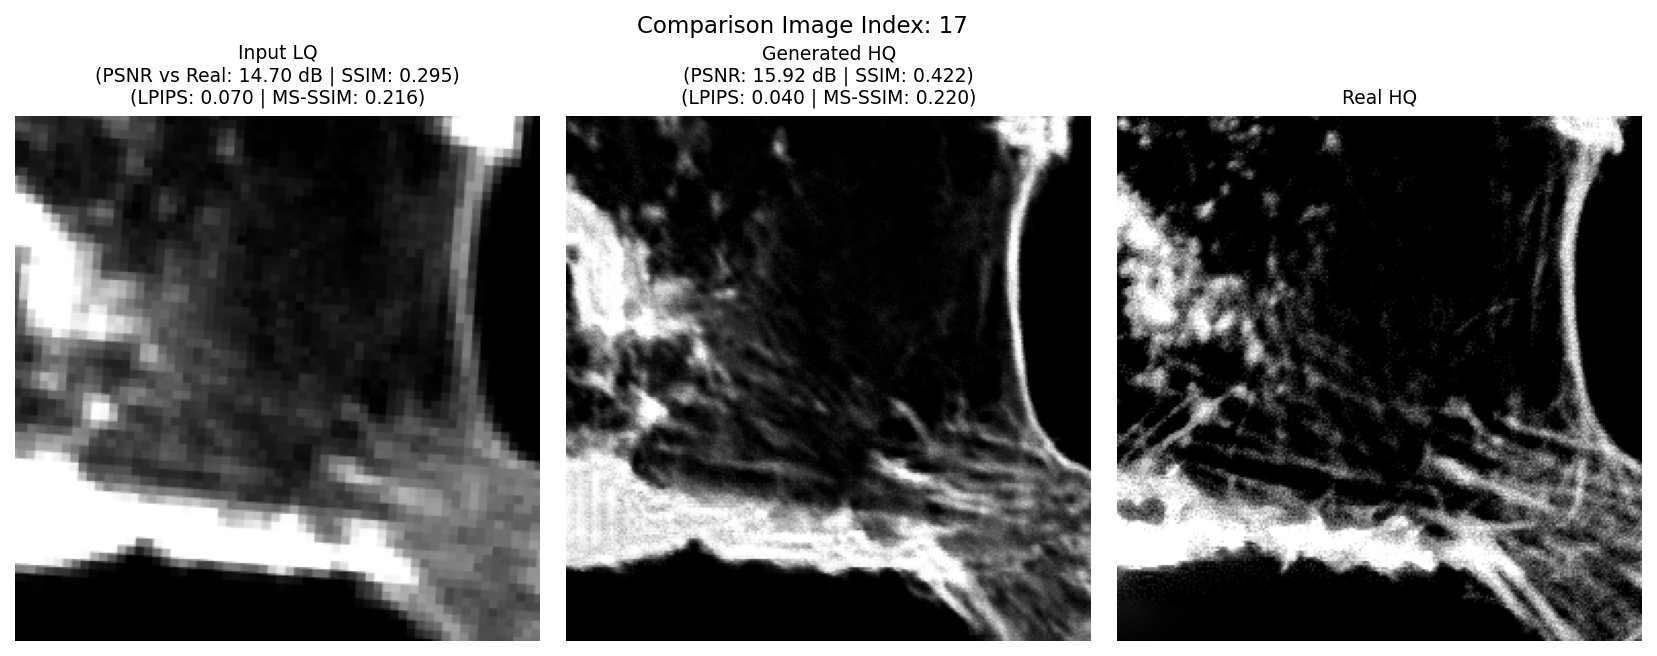 Comparison Image Index: 17
Input LQ
(PSNR vs Real: 14.70 dB | SSIM: 0.295)
(LPIPS: 0.070 | MS-SSIM: 0.216)
Generated HQ
(PSNR: 15.92 dB | SSIM: 0.422)
(LPIPS: 0.040 | MS-SSIM: 0.220)
Real HQ